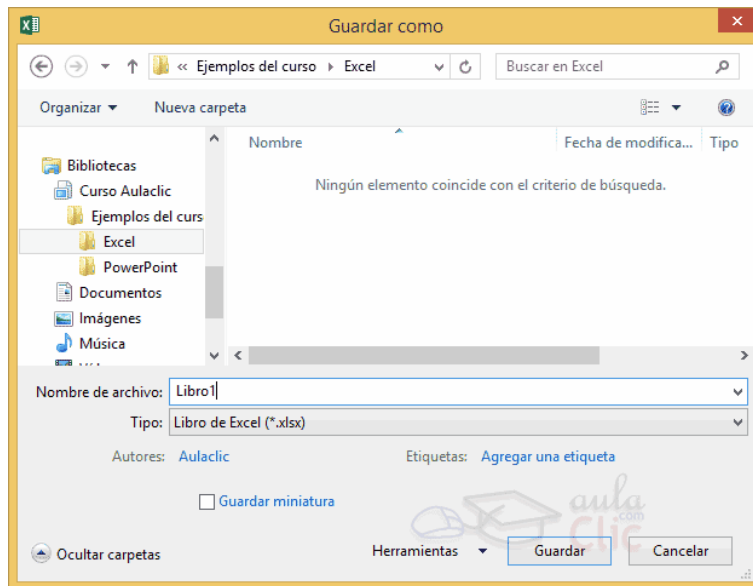 Guardar como
« Ejemplos del curso Excel
Buscar en Excel
Organizar Nueva carpeta
Nombre Fecha de modifica... Tipo
Ningún elemento coincide con el criterio de búsqueda.
Bibliotecas
Curso Aulaclic
Ejemplos del curs
Excel
PowerPoint
Documentos
Imágenes
Música
Nombre de archivo: Libro1
Tipo: Libro de Excel (*.xlsx)
Autores: Aulaclic Etiquetas: Agregar una etiqueta
Guardar miniatura
aula
.com
Clic
Ocultar carpetas Herramientas Guardar Cancelar